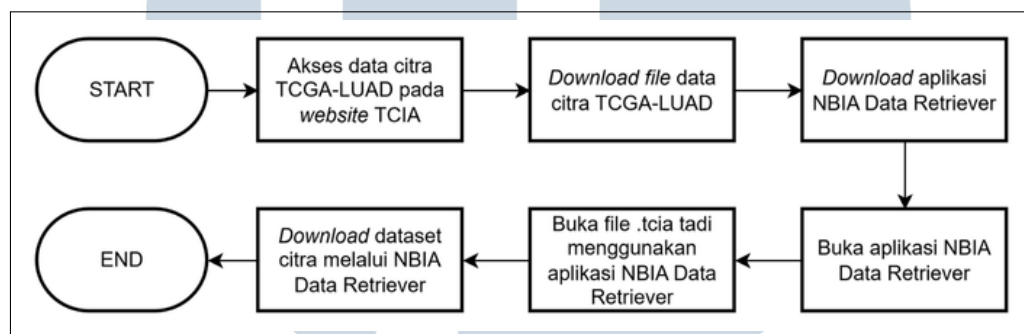 START
Akses data citra
TCGA-LUAD pada
website TCIA
Download file data
citra TCGA-LUAD
Download aplikasi
NBIA Data Retriever
Buka aplikasi NBIA
Data Retriever
Buka file .tcia tadi
menggunakan
aplikasi NBIA Data
Retriever
Download dataset
citra melalui NBIA
Data Retriever
END